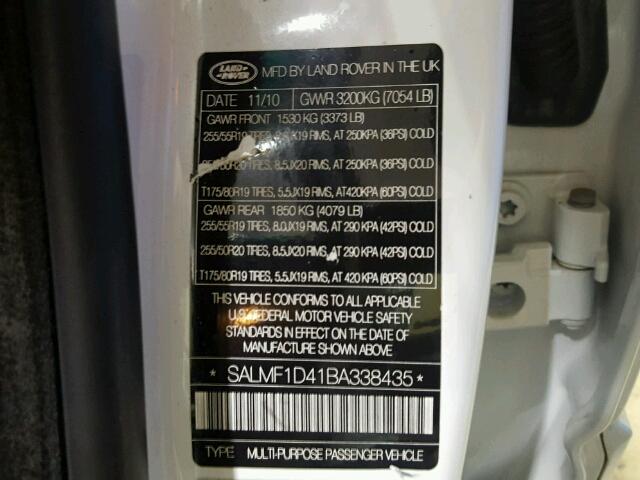 LAND-
ROVER
MFD BY LAND ROVER IN THE UK
DATE 11/10 GVWR 3200KG (7054 LB)
GAWR FRONT 1530 KG (3373 LB)
255/55R19 TIRES, RIMS, AT 250KPA (36PSI) COLD
TIRES, 8.5JX20 RIMS, AT 250KPA (36PSI) COLD
T175/80R19 TIRES, 5.5JX19 RIMS, AT420KPA (60PSI) COLD
GAWR REAR 1850 KG (4079 LB)
255/55R19 TIRES, 8.0JX19 RIMS, AT 290 KPA (42PSI) COLD
255/50R20 TIRES, 8.5JX20 RIMS, AT 290 KPA (42PSI) COLD
T175/80R19 TIRES, 5.5JX19 RIMS, AT 420 KPA (60PSI) COLD
THIS VEHICLE CONFORMS TO ALL APPLICABLE
U.S. FEDERAL MOTOR VEHICLE SAFETY
STANDARDS IN EFFECT ON THE DATE OF
MANUFACTURE SHOWN ABOVE
* SALMF1D41BA338435 *
TYPE MULTI-PURPOSE PASSENGER VEHICLE